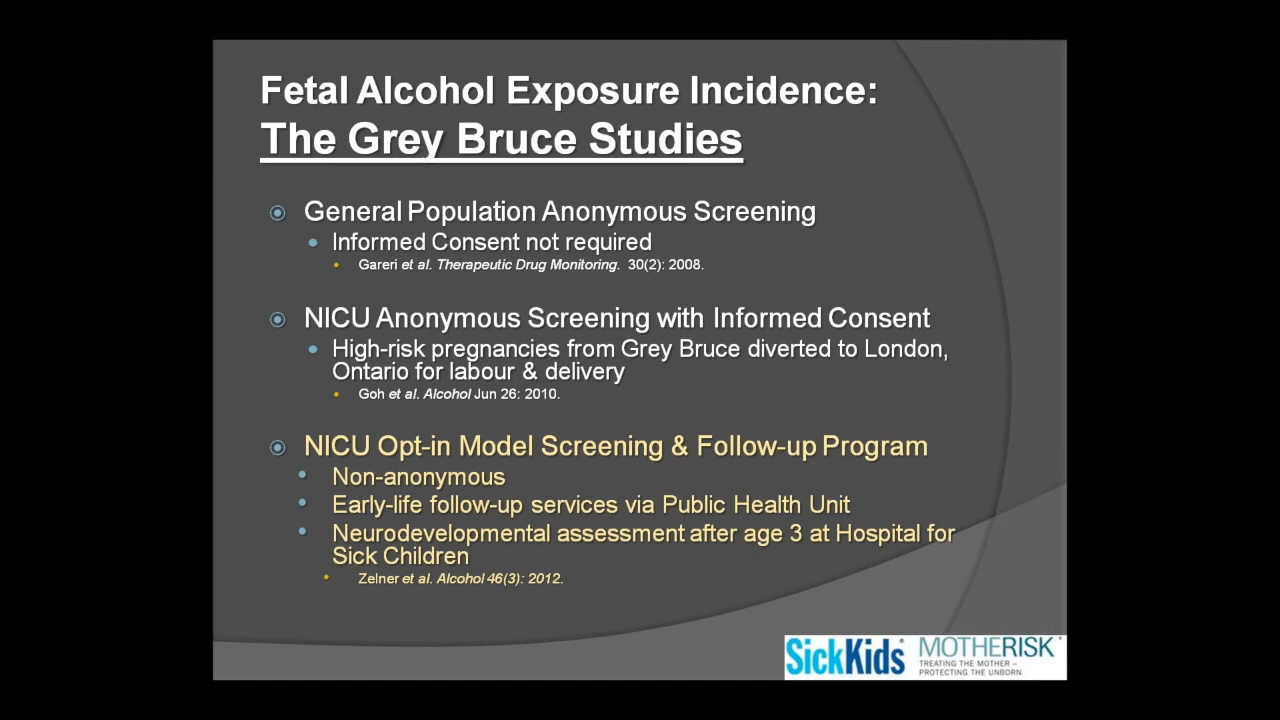 Fetal Alcohol Exposure Incidence:
The Grey Bruce Studies
General Population Anonymous Screening
Informed Consent not required
Gareri et al. Therapeutic Drug Monitoring. 30(2): 2008.
NICU Anonymous Screening with Informed Consent
High-risk pregnancies from Grey Bruce diverted to London,
Ontario for labour & delivery
Goh et al. Alcohol Jun 26: 2010.
NICU Opt-in Model Screening & Follow-up Program
Non-anonymous
Early-life follow-up services via Public Health Unit
Neurodevelopmental assessment after age 3 at Hospital for
Sick Children
Zelner et al. Alcohol 46(3): 2012.
SickKids
MOTHERISK
TREATING THE MOTHER –
PROTECTING THE UNBORN